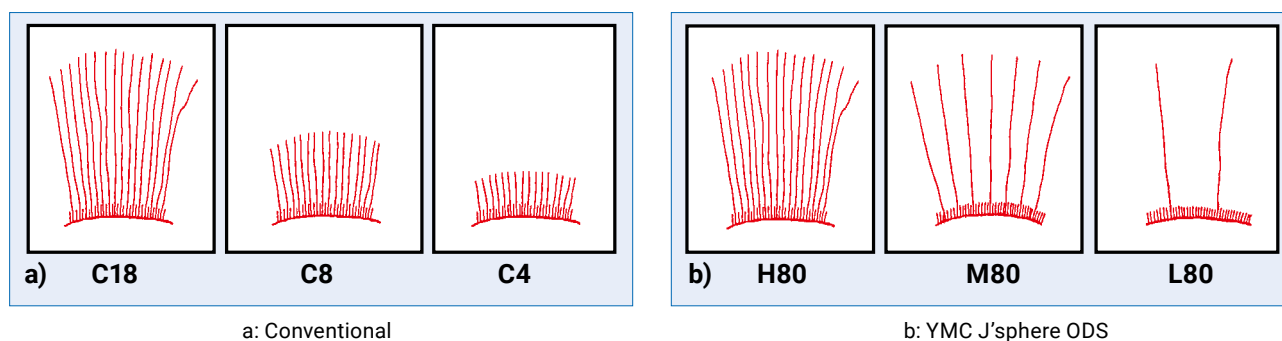 a) C18 C8 C4
b) H80 M80 L80
a: Conventional
b: YMC J'sphere ODS